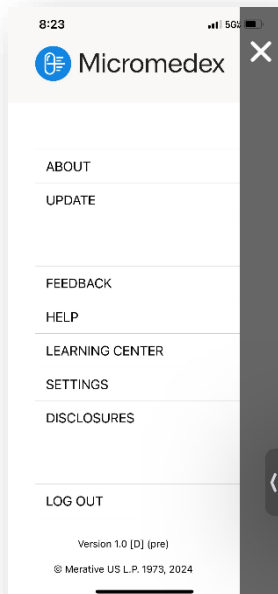 8:23
5G
Micromedex
ABOUT
UPDATE
FEEDBACK
HELP
LEARNING CENTER
SETTINGS
DISCLOSURES
LOG OUT
Version 1.0 [D] (pre)
© Merative US L.P. 1973, 2024